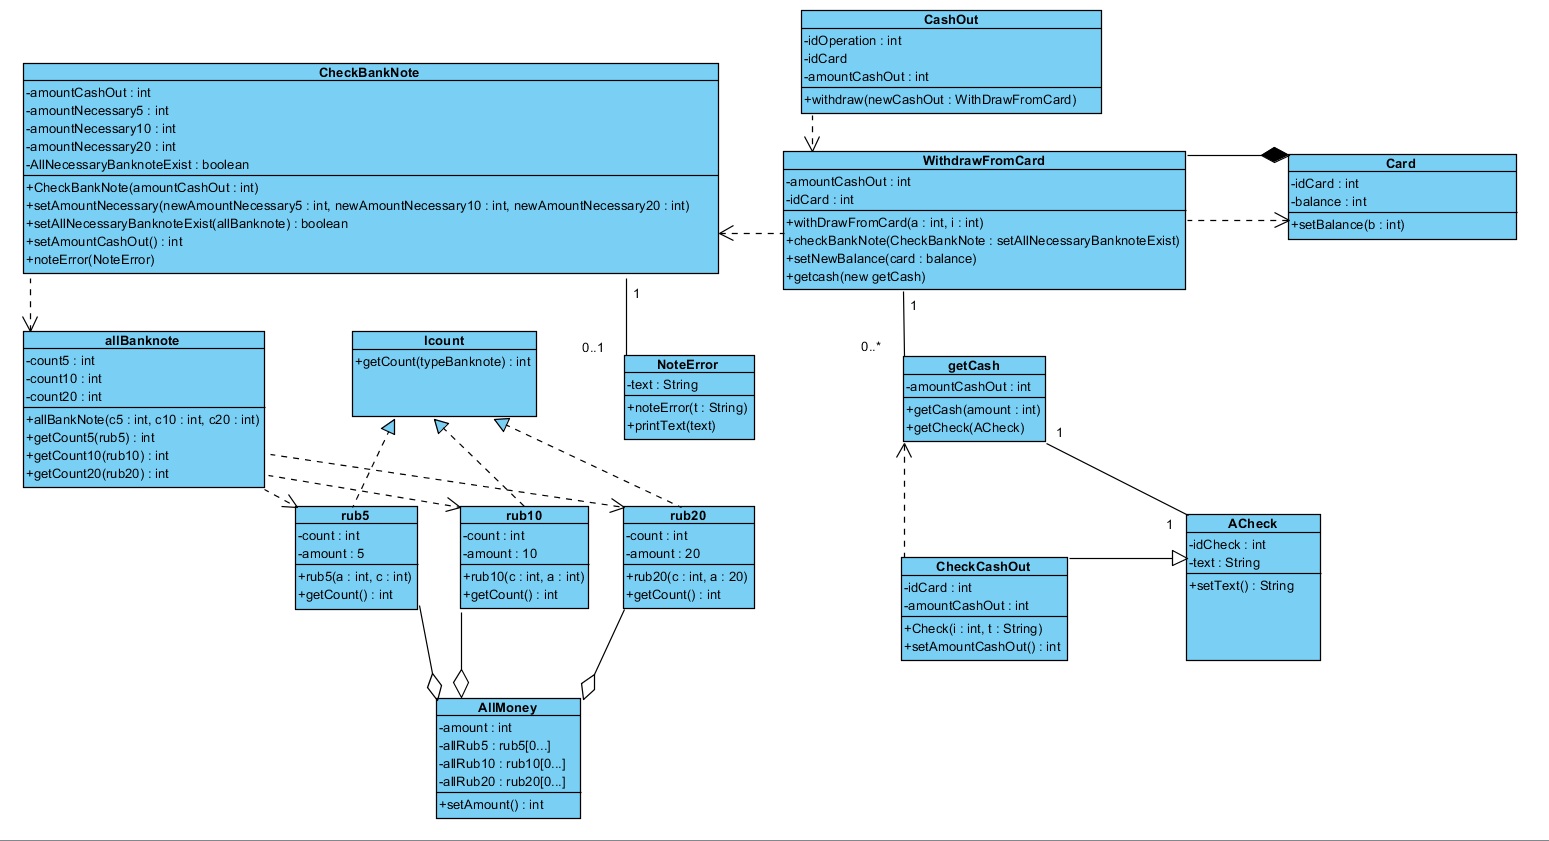 CashOut
-idOperation : int
-idCard
-amountCashOut : int
+withdraw(newCashOut : WithDrawFromCard)
CheckBankNote
-amountCashOut : int
-amountNecessary5 : int
-amountNecessary10 : int
-amountNecessary20 : int
-AllNecessaryBanknoteExist : boolean
+CheckBankNote(amountCashOut : int)
+setAmountNecessary(newAmountNecessary5 : int, newAmountNecessary10 : int, newAmountNecessary20 : int)
+setAllNecessaryBanknoteExist(allBanknote) : boolean
+setAmountCashOut() : int
+noteError(NoteError)
WithdrawFromCard
-amountCashOut : int
-idCard : int
+withDrawFromCard(a : int, i : int)
+checkBankNote(CheckBankNote : setAllNecessaryBanknoteExist)
+setNewBalance(card : balance)
+getcash(new getCash)
Card
-idCard : int
-balance : int
+setBalance(b : int)
1
0..1
1
0..*
allBanknote
-count5 : int
-count10 : int
-count20 : int
+allBankNote(c5 : int, c10 : int, c20 : int)
+getCount5(rub5) : int
+getCount10(rub10) : int
+getCount20(rub20) : int
Icount
+getCount(typeBanknote) : int
NoteError
-text : String
+noteError(t : String)
+printText(text)
getCash
-amountCashOut : int
+getCash(amount : int)
+getCheck(ACheck)
1
1
rub5
-count : int
-amount : 5
+rub5(a : int, c : int)
+getCount() : int
rub10
-count : int
-amount : 10
+rub10(c : int, a : int)
+getCount() : int
rub20
-count : int
-amount : 20
+rub20(c : int, a : 20)
+getCount() : int
CheckCashOut
-idCard : int
-amountCashOut : int
+Check(i : int, t : String)
+setAmountCashOut() : int
ACheck
-idCheck : int
-text : String
+setText() : String
AllMoney
-amount : int
-allRub5 : rub5[0...]
-allRub10 : rub10[0...]
-allRub20 : rub20[0...]
+setAmount() : int